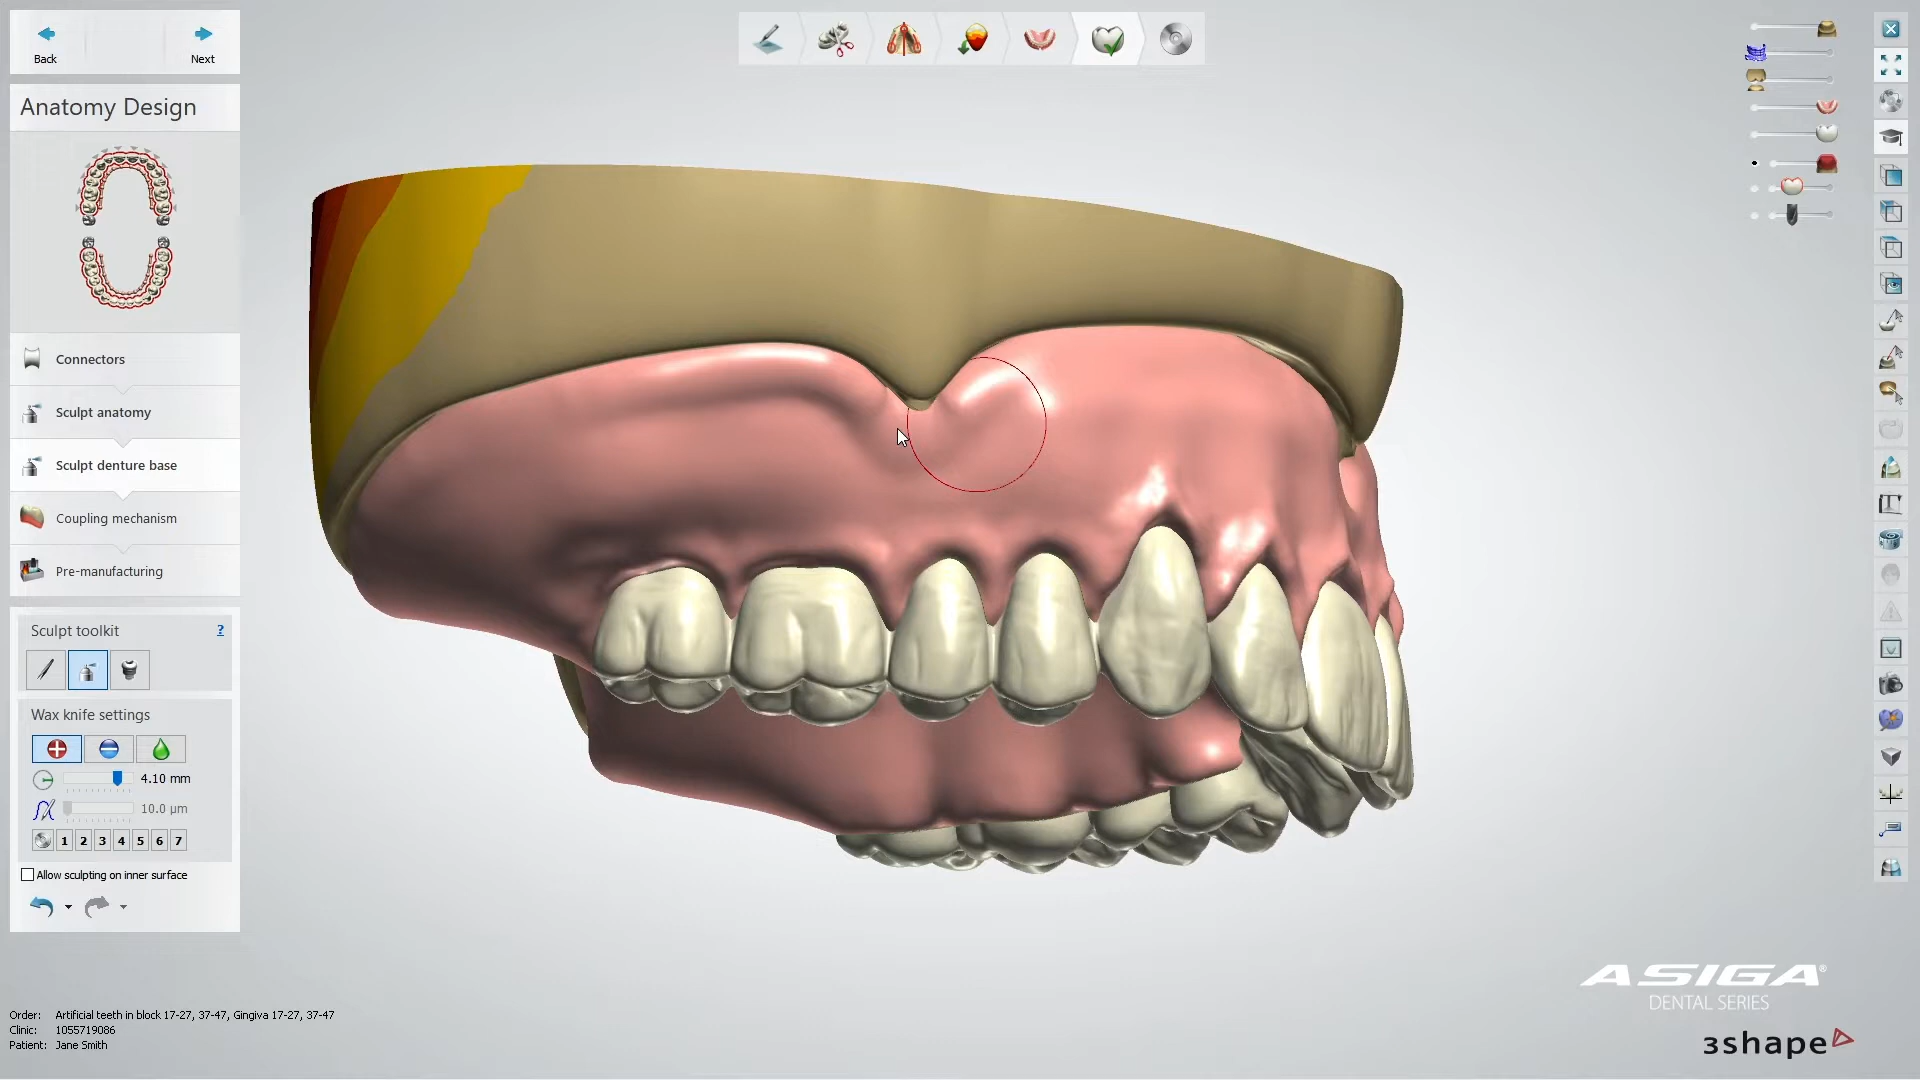 Back
Next
Anatomy Design
Connectors
Sculpt anatomy
Sculpt denture base
Coupling mechanism
Pre-manufacturing
Sculpt toolkit
?
Wax knife settings
4.10 mm
10.0 µm
1 2 3 4 5 6 7
Allow sculpting on inner surface
Order: Artificial teeth in block 17-27, 37-47, Gingiva 17-27, 37-47
Clinic: 1055719086
Patient: Jane Smith
ASIGA®
DENTAL SERIES
3shape